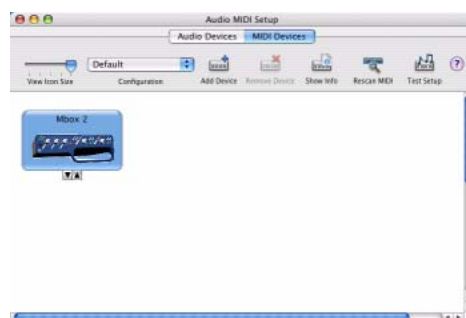 Audio MIDI Setup
Audio Devices MIDI Devices
Default
View Icon Size Configuration Add Device Remove Device Show Info Rescan MIDI Test Setup ?
Mbox 2